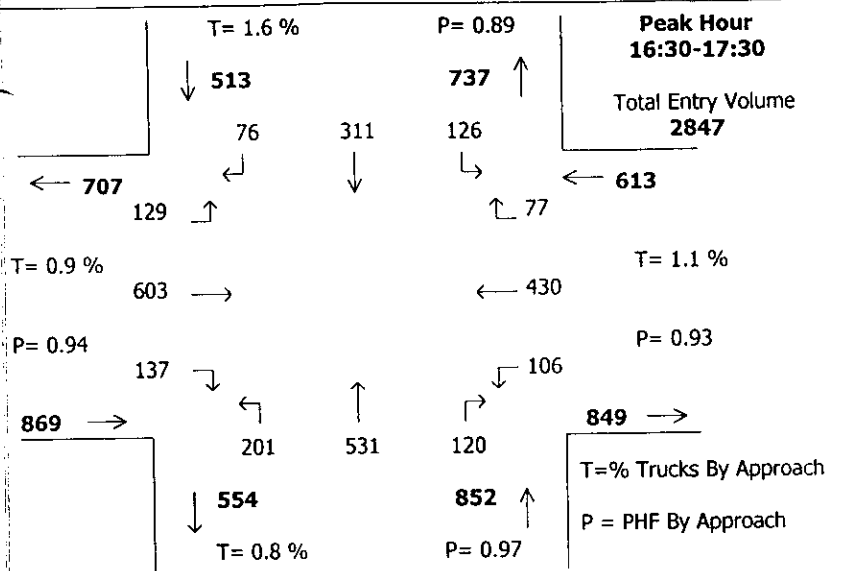 T= 1.6 % P= 0.89 Peak Hour
16:30-17:30
513 737
Total Entry Volume
76 311 126 2847
707 613
129 77
T= 0.9 % T= 1.1 %
603 430
P= 0.94 P= 0.93
137 106
869 849
201 531 120
T=% Trucks By Approach
554 852
P = PHF By Approach
T= 0.8 % P= 0.97